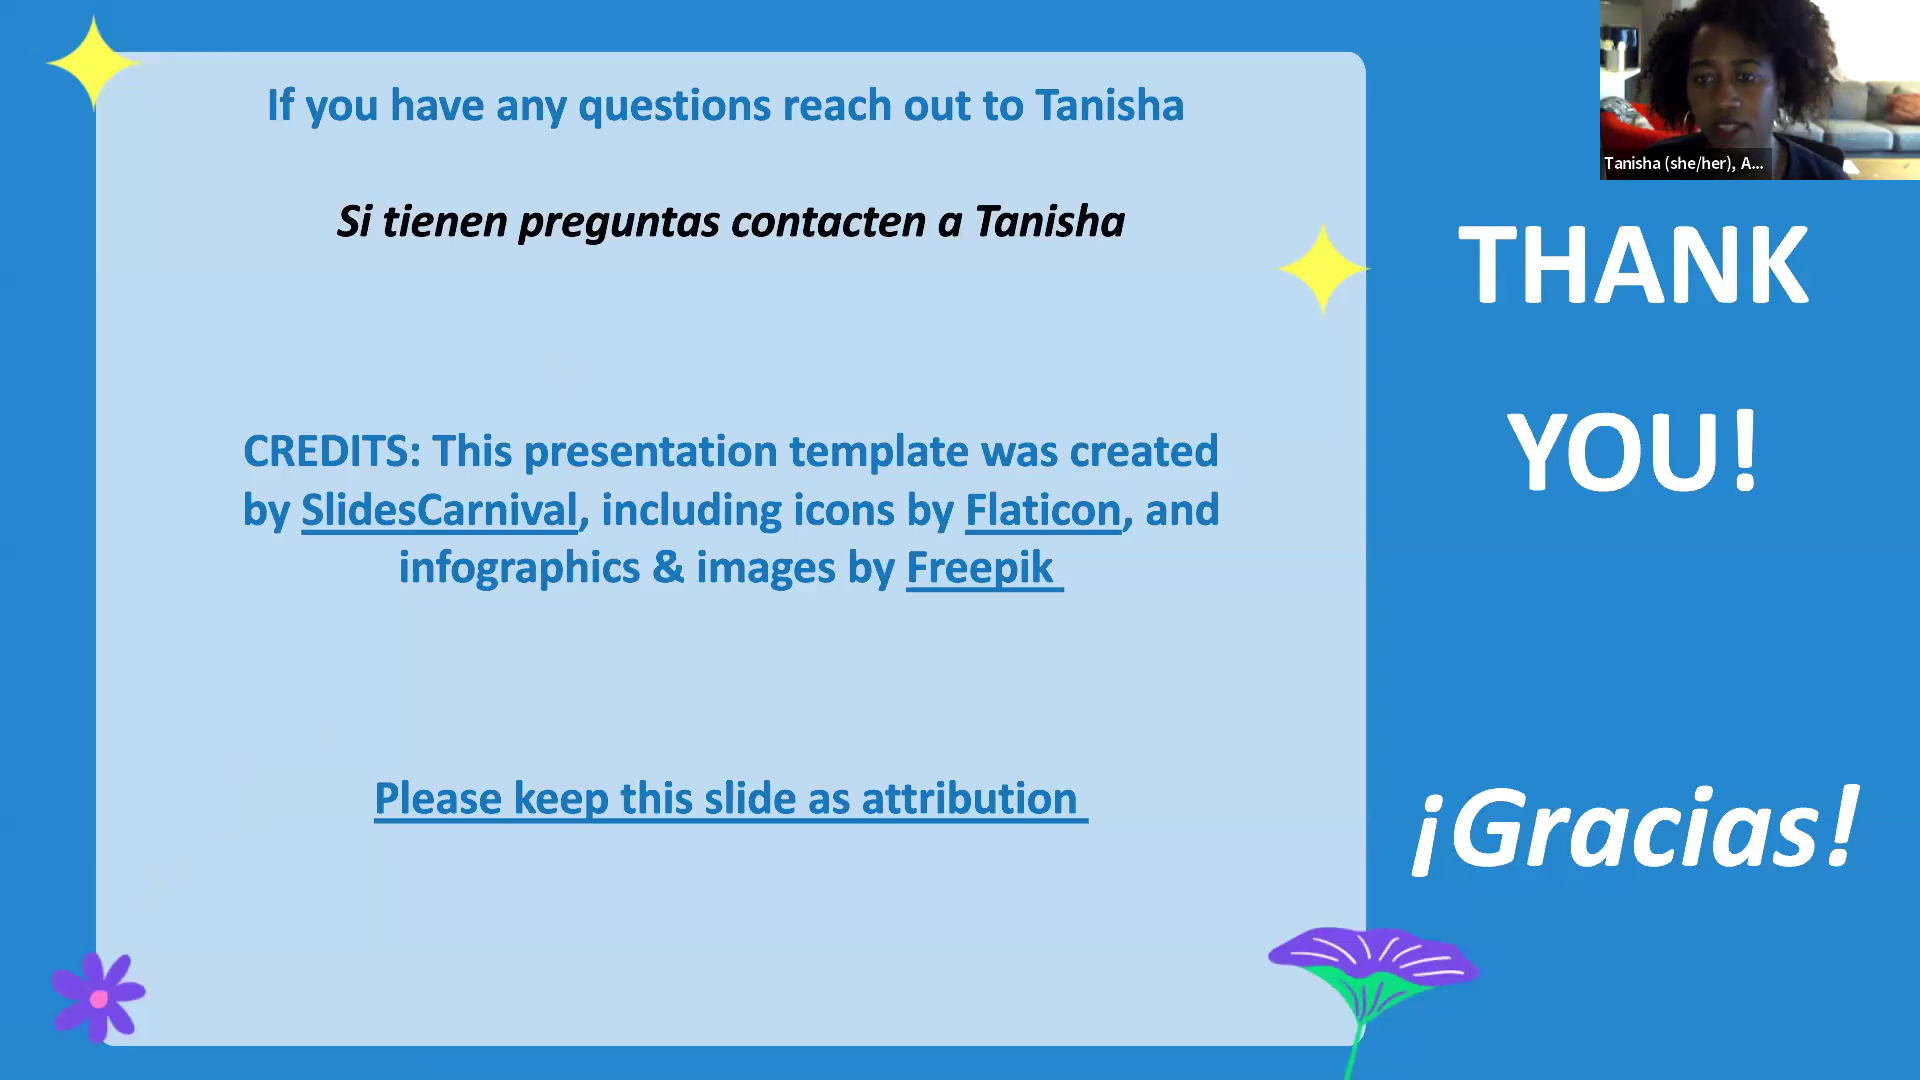 If you have any questions reach out to Tanisha
Si tienen preguntas contacten a Tanisha
CREDITS: This presentation template was created
by SlidesCarnival, including icons by Flaticon, and
infographics & images by Freepik
Please keep this slide as attribution
Tanisha (she/her), A...
THANK
YOU!
¡Gracias!